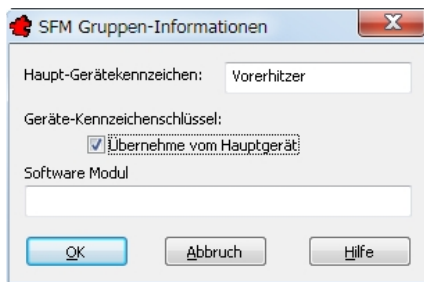 SFM Gruppen-Informationen
Haupt-Gerätekennzeichen: Vorerhitzer
Geräte-Kennzeichenschlüssel:
Übernehme vom Hauptgerät
Software Modul
OK Abbruch Hilfe